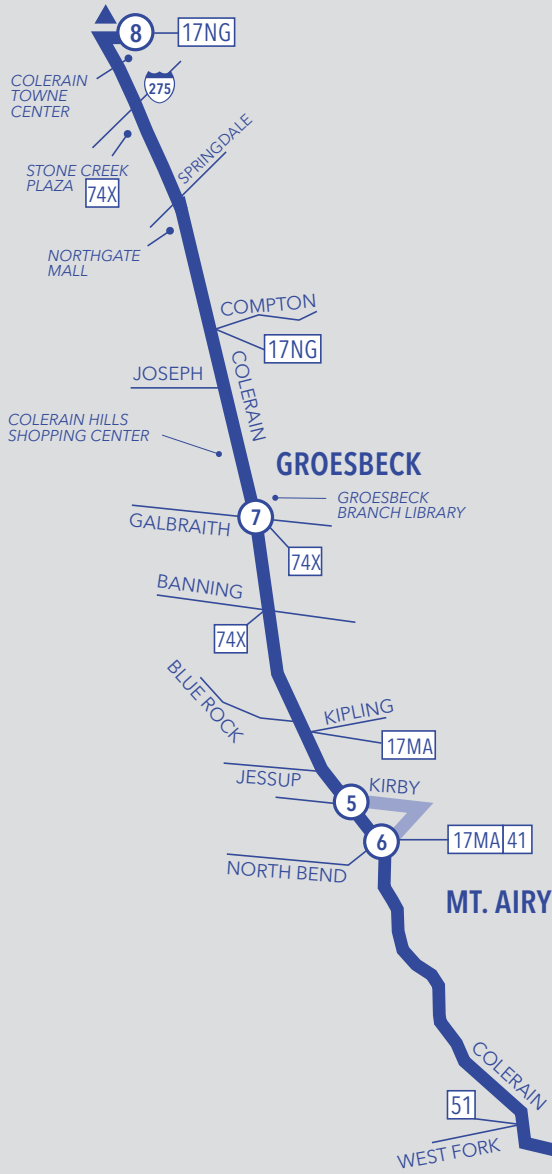 8
17NG
COLERAIN
TOWNE
CENTER
275
STONE CREEK
PLAZA
74X
SPRINGDALE
NORTHGATE
MALL
COMPTON
17NG
JOSEPH
COLERAIN
COLERAIN HILLS
SHOPPING CENTER
GROESBECK
GROESBECK
BRANCH LIBRARY
7
GALBRAITH
74X
BANNING
74X
BLUE ROCK
KIPLING
17MA
JESSUP
KIRBY
5
6
17MA 41
NORTH BEND
MT. AIRY
COLERAIN
51
WEST FORK